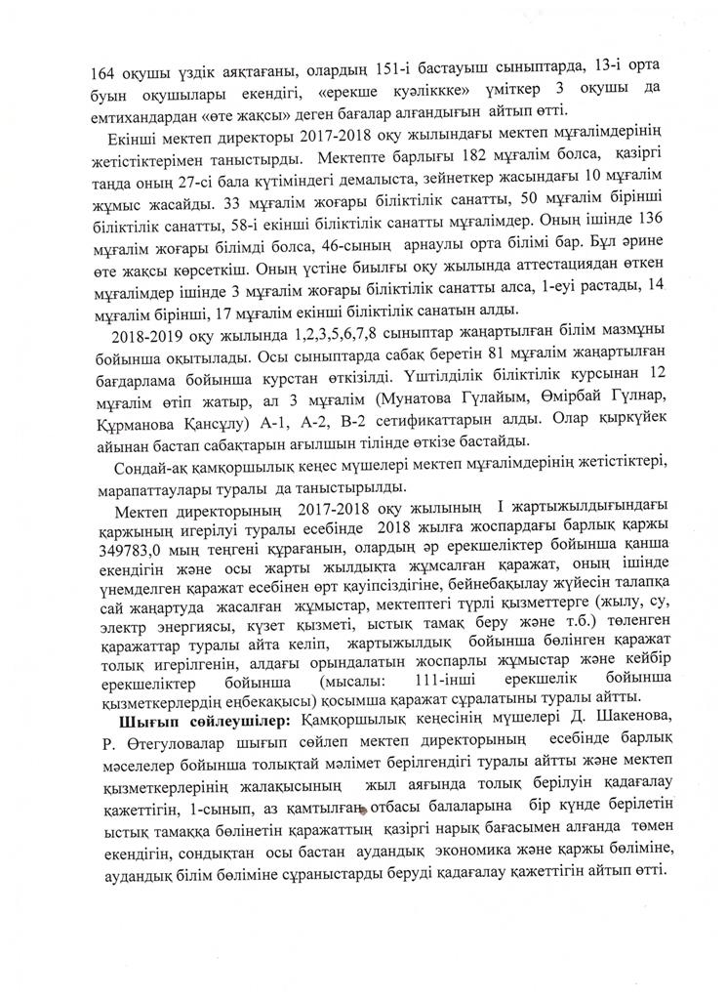 164 оқушы үздік аяқтағаны, олардың 151-і бастауыш сыныптарда, 13-і орта
буын оқушылары екендігі, «ерекше куәліккке» үміткер 3 оқушы да
емтихандардан «өте жақсы» деген бағалар алғандығын айтып өтті.
Екінші мектеп директоры 2017-2018 оқу жылындағы мектеп мұғалімдерінің
жетістіктерімен таныстырды. Мектепте барлығы 182 мұғалім болса, қазіргі
таңда оның 27-сі бала күтіміндегі демалыста, зейнеткер жасындағы 10 мұғалім
жұмыс жасайды. 33 мұғалім жоғары біліктілік санатты, 50 мұғалім бірінші
біліктілік санатты, 58-і екінші біліктілік санатты мұғалімдер. Оның ішінде 136
мұғалім жоғары білімді болса, 46-сының арнаулы орта білімі бар. Бұл әрине
өте жақсы көрсеткіш. Оның үстіне биылғы оқу жылында аттестациядан өткен
мұғалімдер ішінде 3 мұғалім жоғары біліктілік санатты алса, 1-еуі растады, 14
мұғалім бірінші, 17 мұғалім екінші біліктілік санатын алды.
2018-2019 оқу жылында 1,2,3,5,6,7,8 сыныптар жаңартылған білім мазмұны
бойынша оқытылады. Осы сыныптарда сабақ беретін 81 мұғалім жаңартылған
бағдарлама бойынша курстан өткізілді. Үштілділік біліктілік курсынан 12
мұғалім өтіп жатыр, ал 3 мұғалім (Мунатова Гүлайым, Өмірбай Гүлнар,
Құрманова Қансұлу) А-1, А-2, В-2 сетификаттарын алды. Олар қыркүйек
айынан бастап сабақтарын ағылшын тілінде өткізе бастайды.
Сондай-ақ қамқоршылық кеңес мүшелері мектеп мұғалімдерінің жетістіктері,
марапаттаулары туралы да таныстырылды.
Мектеп директорының 2017-2018 оқу жылының I жартыжылдығындағы
қаржының игерілуі туралы есебінде 2018 жылға жоспардағы барлық қаржы
349783,0 мың теңгені құрағанын, олардың әр ерекшеліктер бойынша қанша
екендігін және осы жарты жылдықта жұмсалған қаражат, оның ішінде
үнемделген қаражат есебінен өрт қауіпсіздігіне, бейнебақылау жүйесін талапқа
сай жаңартуда жасалған жұмыстар, мектептегі түрлі қызметтерге (жылу, су,
электр энергиясы, күзет қызметі, ыстық тамақ беру және т.б.) төленген
қаражаттар туралы айта келіп, жартыжылдық бойынша бөлінген қаражат
толық игерілгенін, алдағы орындалатын жоспарлы жұмыстар және кейбір
ерекшеліктер бойынша (мысалы: 111-інші ерекшелік бойынша
қызметкерлердің еңбекақысы) қосымша қаражат сұралатыны туралы айтты.
Шығып сөйлеушілер: Қамқоршылық кеңесінің мүшелері Д. Шакенова,
Р. Өтегуловалар шығып сөйлеп мектеп директорының есебінде барлық
мәселелер бойынша толықтай мәлімет берілгендігі туралы айтты және мектеп
қызметкерлерінің жалақысының жыл аяғында толық берілуін қадағалау
қажеттігін, 1-сынып, аз қамтылған отбасы балаларына бір күнде берілетін
ыстық тамаққа бөлінетін қаражаттың қазіргі нарық бағасымен алғанда төмен
екендігін, сондықтан осы бастан аудандық экономика және қаржы бөліміне,
аудандық білім бөліміне сұраныстарды беруді қадағалау қажеттігін айтып өтті.